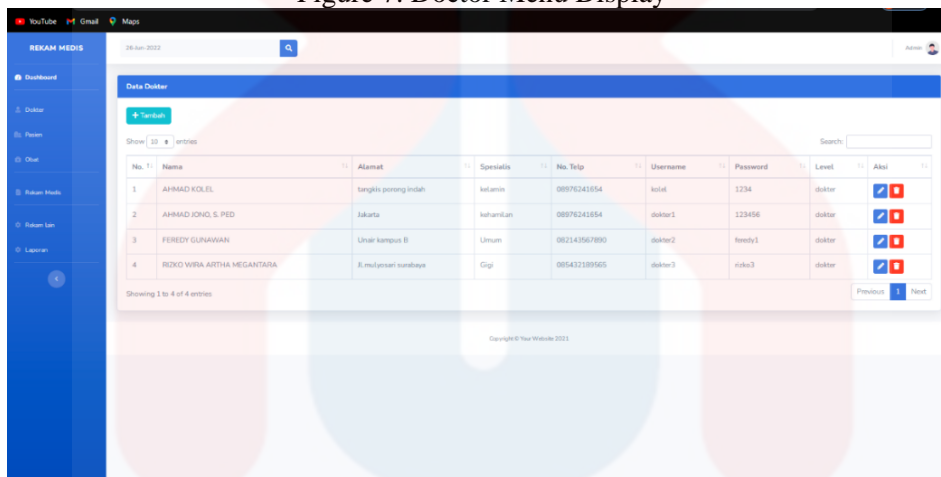 Figure 7. Doctor Menu Display
YouTube Gmail Maps
REKAM MEDIS
28-Jun-2022
Admin
Dashboard
Dokter
Pasien
Obat
Rekam Medis
Rekam lain
Laporan
Data Dokter
+ Tambah
Show 10 entries
Search:
No. Nama Alamat Spesialis No. Telp Username Password Level Aksi
1 AHMAD KOLEL tangkis porong indah kelamin 08976241654 kolel 1234 dokter
2 AHMAD JONO, S. PED Jakarta kehamilan 08976241654 dokter1 123456 dokter
3 FEREDY GUNAWAN Unair kampus B Umum 082143567890 dokter2 feredy1 dokter
4 RIZKO WIRA ARTHA MEGANTARA Jl. mulyosari surabaya Gigi 085432189565 dokter3 rizko3 dokter
Showing 1 to 4 of 4 entries
Previous 1 Next
Copyright © Your Website 2021